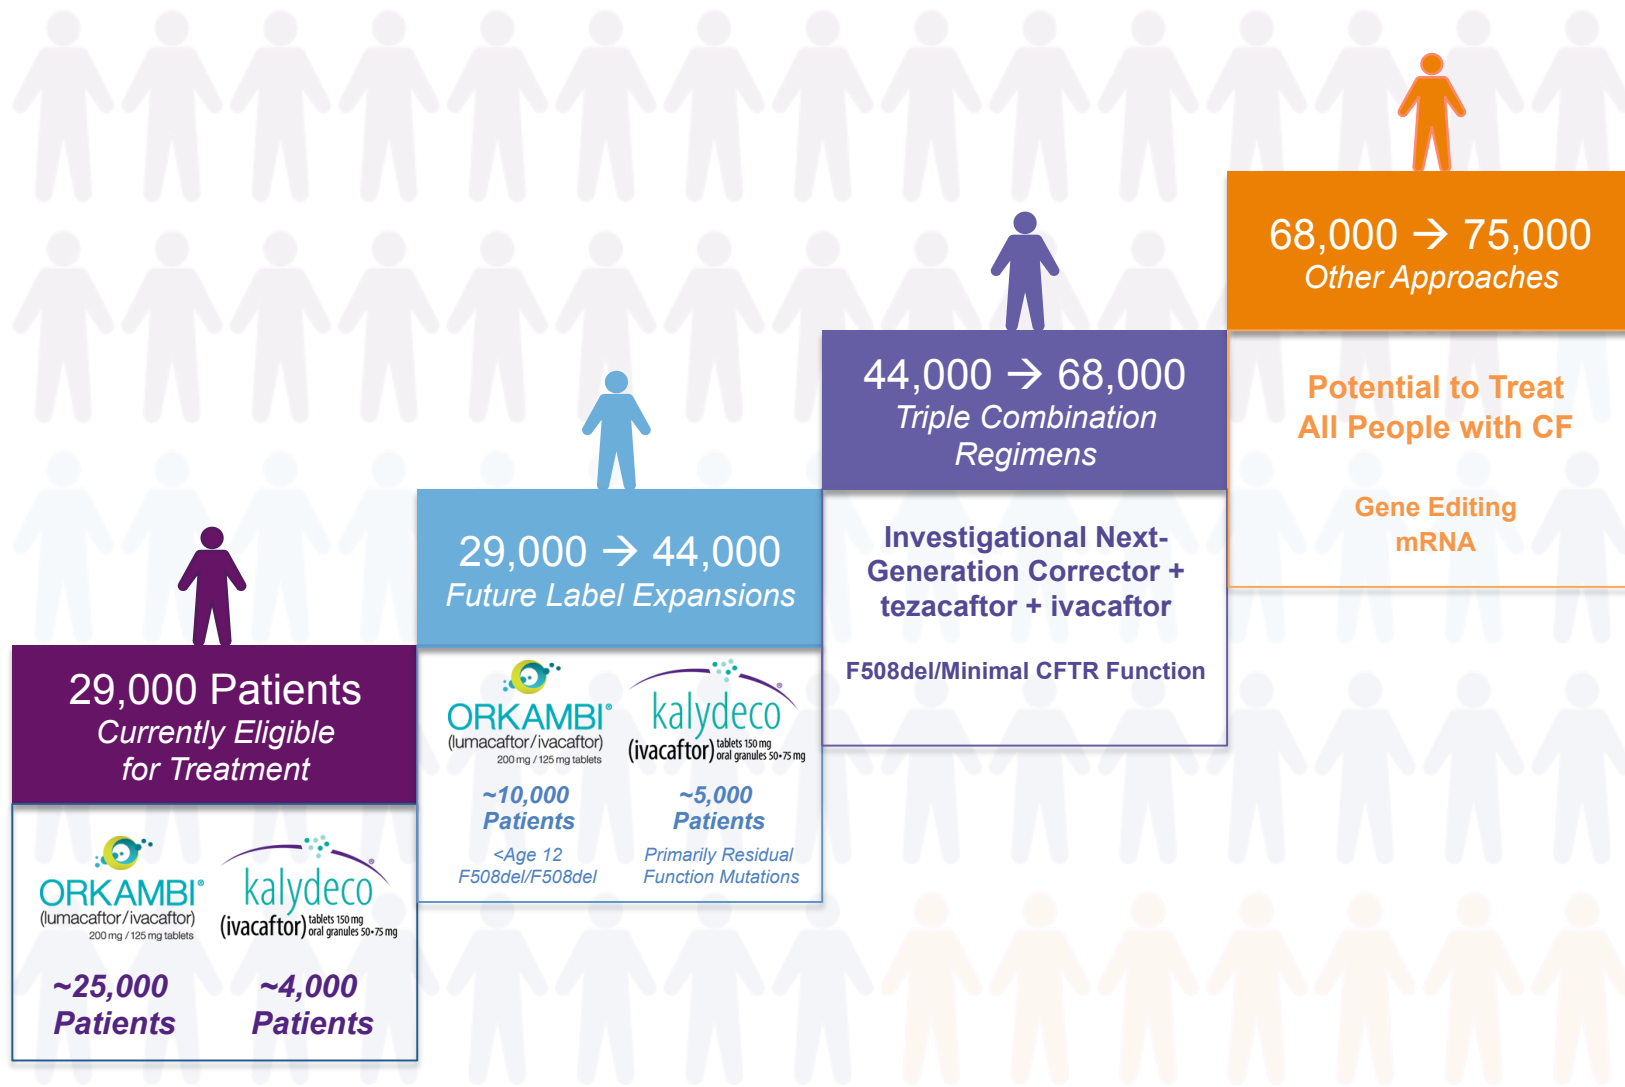 68,000 → 75,000
Other Approaches
Potential to Treat
All People with CF
Gene Editing
mRNA
44,000 → 68,000
Triple Combination
Regimens
Investigational Next-
Generation Corrector +
tezacaftor + ivacaftor
F508del/Minimal CFTR Function
29,000 → 44,000
Future Label Expansions
ORKAMBI®
(lumacaftor/ivacaftor)
200 mg / 125 mg tablets
~10,000
Patients
<Age 12
F508del/F508del
kalydeco®
(ivacaftor) tablets 150 mg
oral granules 50•75 mg
~5,000
Patients
Primarily Residual
Function Mutations
29,000 Patients
Currently Eligible
for Treatment
ORKAMBI®
(lumacaftor/ivacaftor)
200 mg / 125 mg tablets
~25,000
Patients
kalydeco®
(ivacaftor) tablets 150 mg
oral granules 50•75 mg
~4,000
Patients